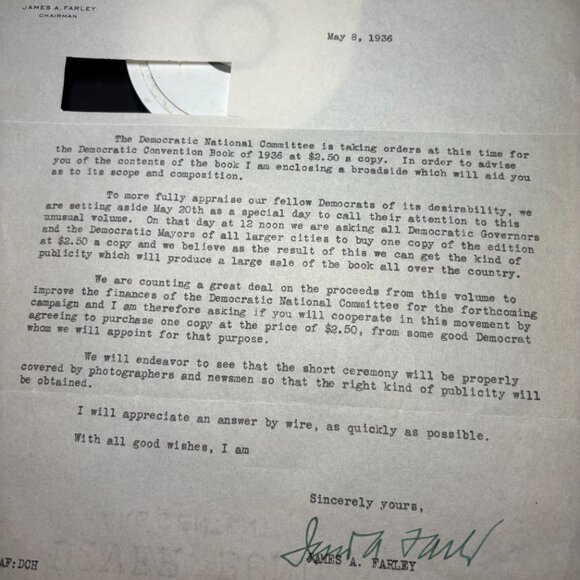 JAMES A. FARLEY
CHAIRMAN
May 8, 1936
The Democratic National Committee is taking orders at this time for
the Democratic Convention Book of 1936 at $2.50 a copy. In order to advise
you of the contents of the book I am enclosing a broadside which will aid you
as to its scope and composition.
To more fully appraise our fellow Democrats of its desirability, we
are setting aside May 20th as a special day to call their attention to this
unusual volume. On that day at 12 noon we are asking all Democratic Governors
and the Democratic Mayors of all larger cities to buy one copy of the edition
at $2.50 a copy and we believe as the result of this we can get the kind of
publicity which will produce a large sale of the book all over the country.
We are counting a great deal on the proceeds from this volume to
improve the finances of the Democratic National Committee for the forthcoming
campaign and I am therefore asking if you will cooperate in this movement by
agreeing to purchase one copy at the price of $2.50, from some good Democrat
whom we will appoint for that purpose.
We will endeavor to see that the short ceremony will be properly
covered by photographers and newsmen so that the right kind of publicity will
be obtained.
I will appreciate an answer by wire, as quickly as possible.
With all good wishes, I am
Sincerely yours,
James A. Farley
JAMES A. FARLEY
AF:DCH